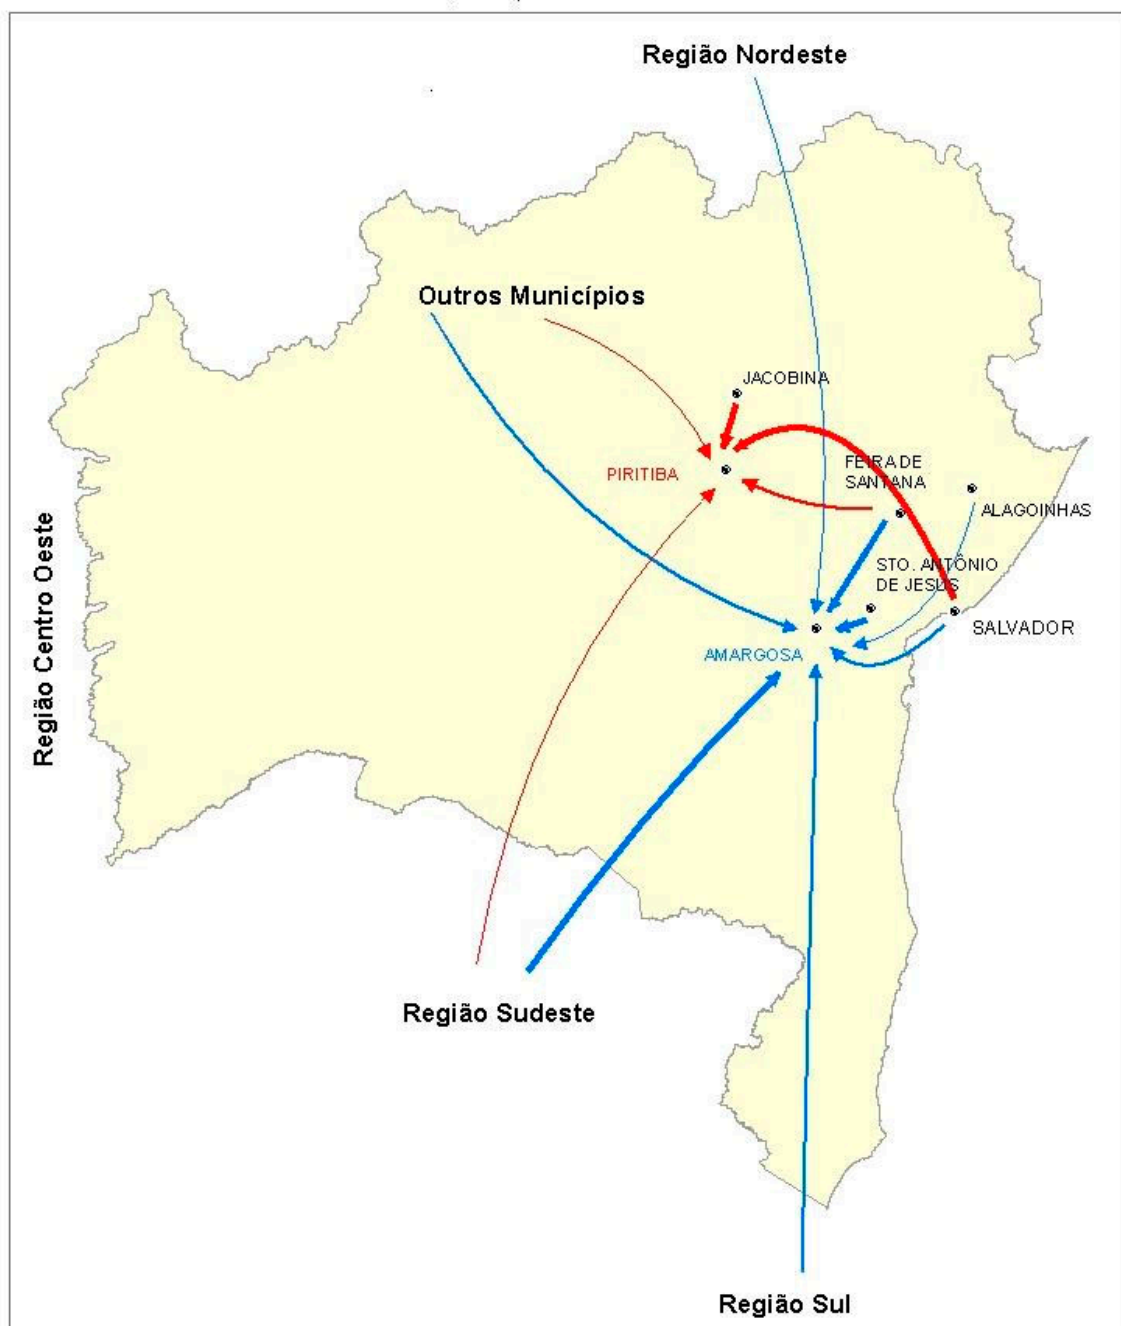 Região Nordeste
Outros Municípios
JACOBINA
PIRITIBA
FEIRA DE
SANTANA
ALAGOINHAS
STO. ANTÔNIO
DE JESUS
SALVADOR
AMARGOSA
Região Centro Oeste
Região Sudeste
Região Sul